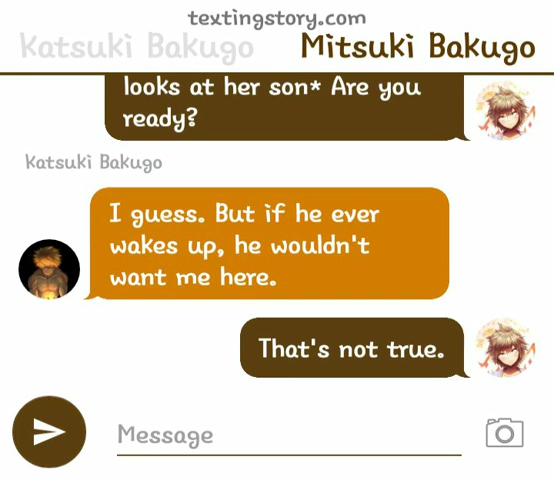 textingstory.com
Katsuki Bakugo Mitsuki Bakugo
looks at her son* Are you
ready?
Katsuki Bakugo
I guess. But if he ever
wakes up, he wouldn't
want me here.
That's not true.
Message